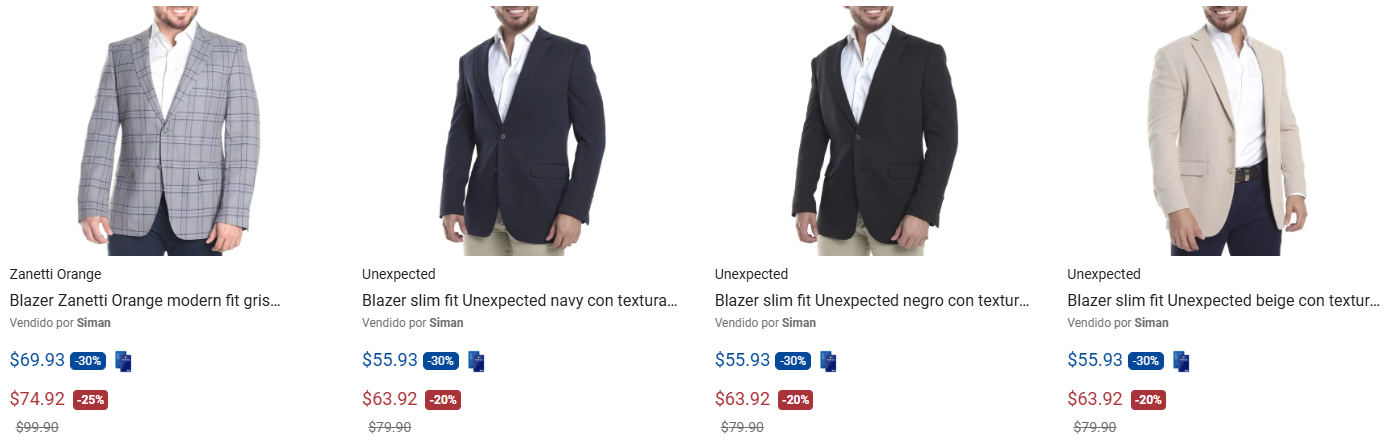 Zanetti Orange
Blazer Zanetti Orange modern fit gris...
Vendido por Siman
$69.93 -30%
$74.92 -25%
$99.90
Unexpected
Blazer slim fit Unexpected navy con textura...
Vendido por Siman
$55.93 -30%
$63.92 -20%
$79.90
Unexpected
Blazer slim fit Unexpected negro con textur...
Vendido por Siman
$55.93 -30%
$63.92 -20%
$79.90
Unexpected
Blazer slim fit Unexpected beige con textur...
Vendido por Siman
$55.93 -30%
$63.92 -20%
$79.90